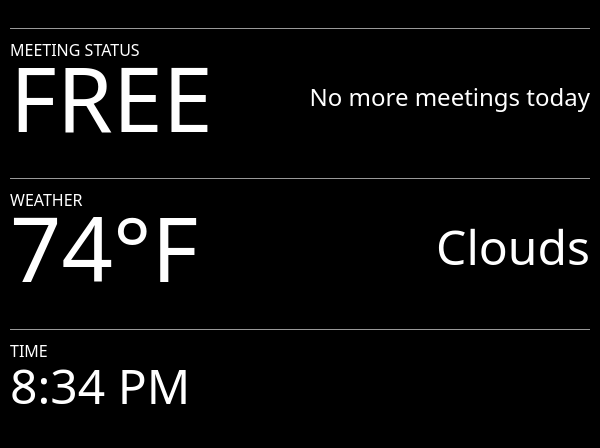 MEETING STATUS
FREE
No more meetings today
WEATHER
74°F
Clouds
TIME
8:34 PM